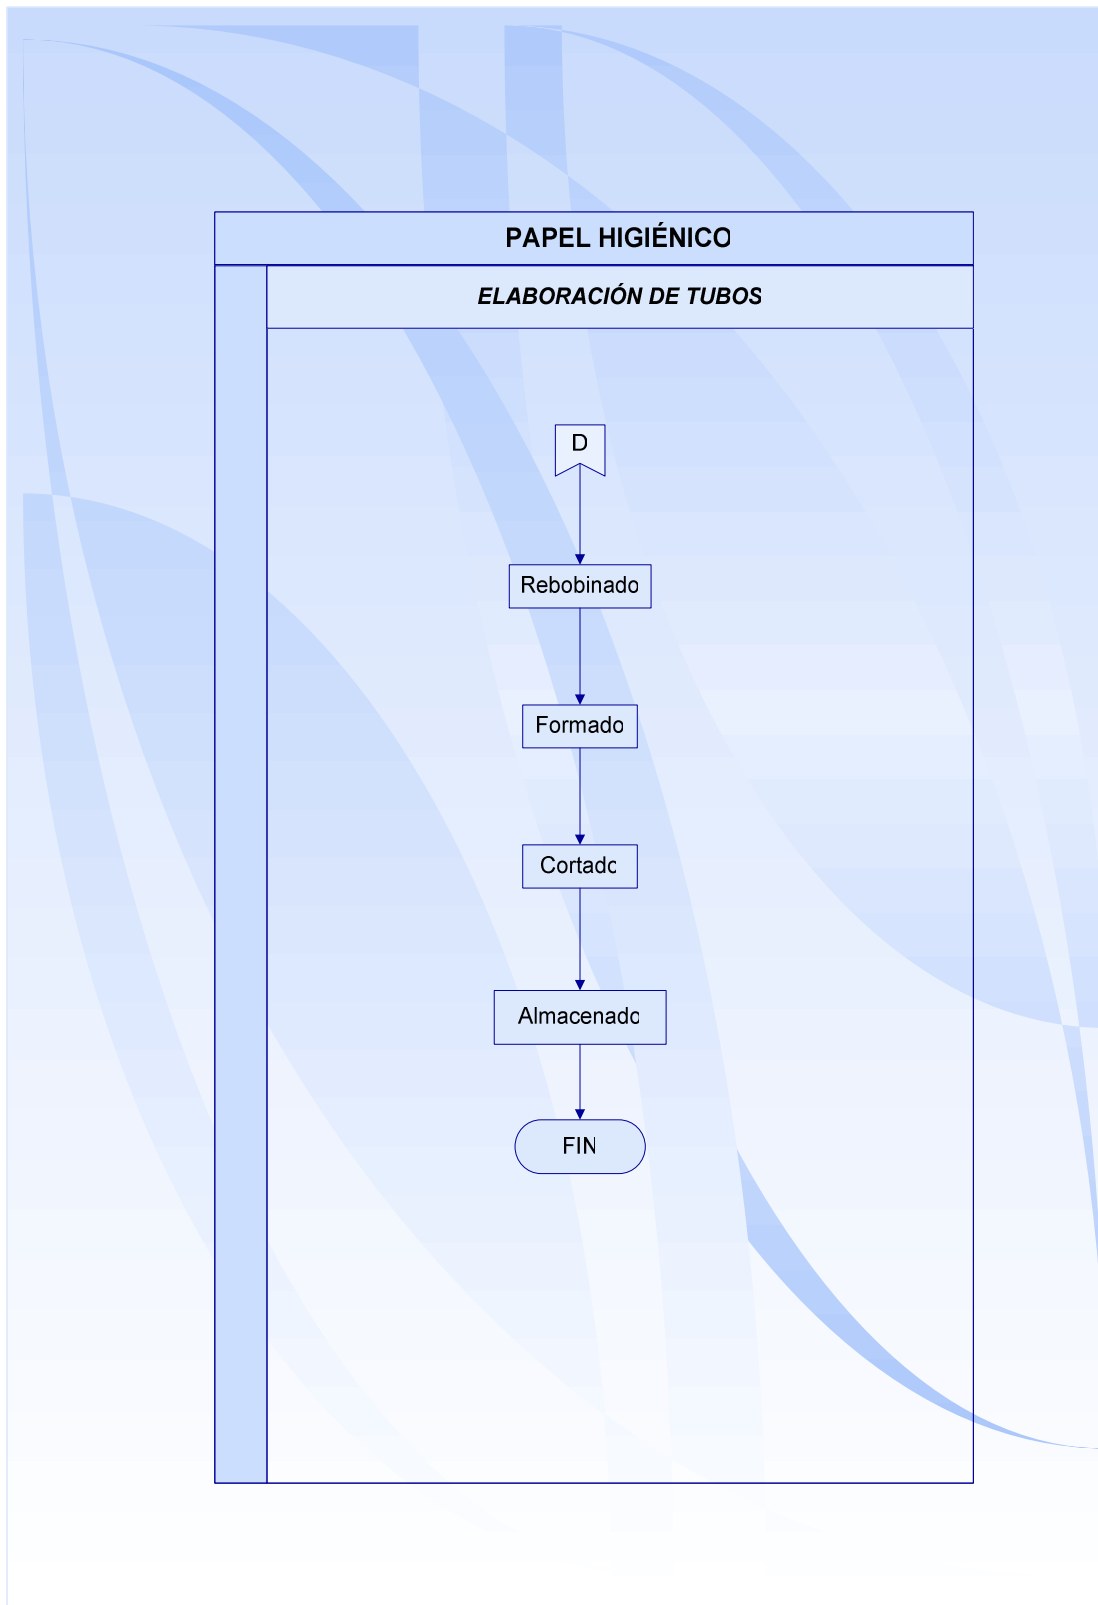 PAPEL HIGIÉNICO
ELABORACIÓN DE TUBOS
D
Rebobinado
Formado
Cortado
Almacenado
FIN